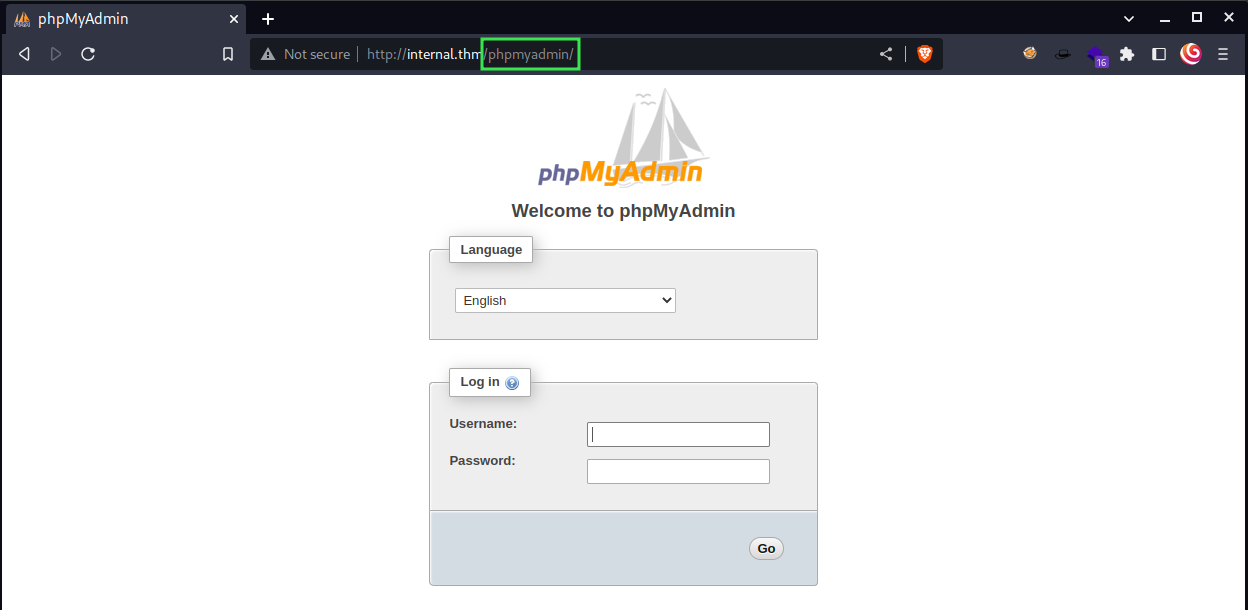 phpMyAdmin
Not secure http://internal.thm/phpmyadmin/
16
phpMyAdmin
Welcome to phpMyAdmin
Language
English
Log in
Username:
Password:
Go